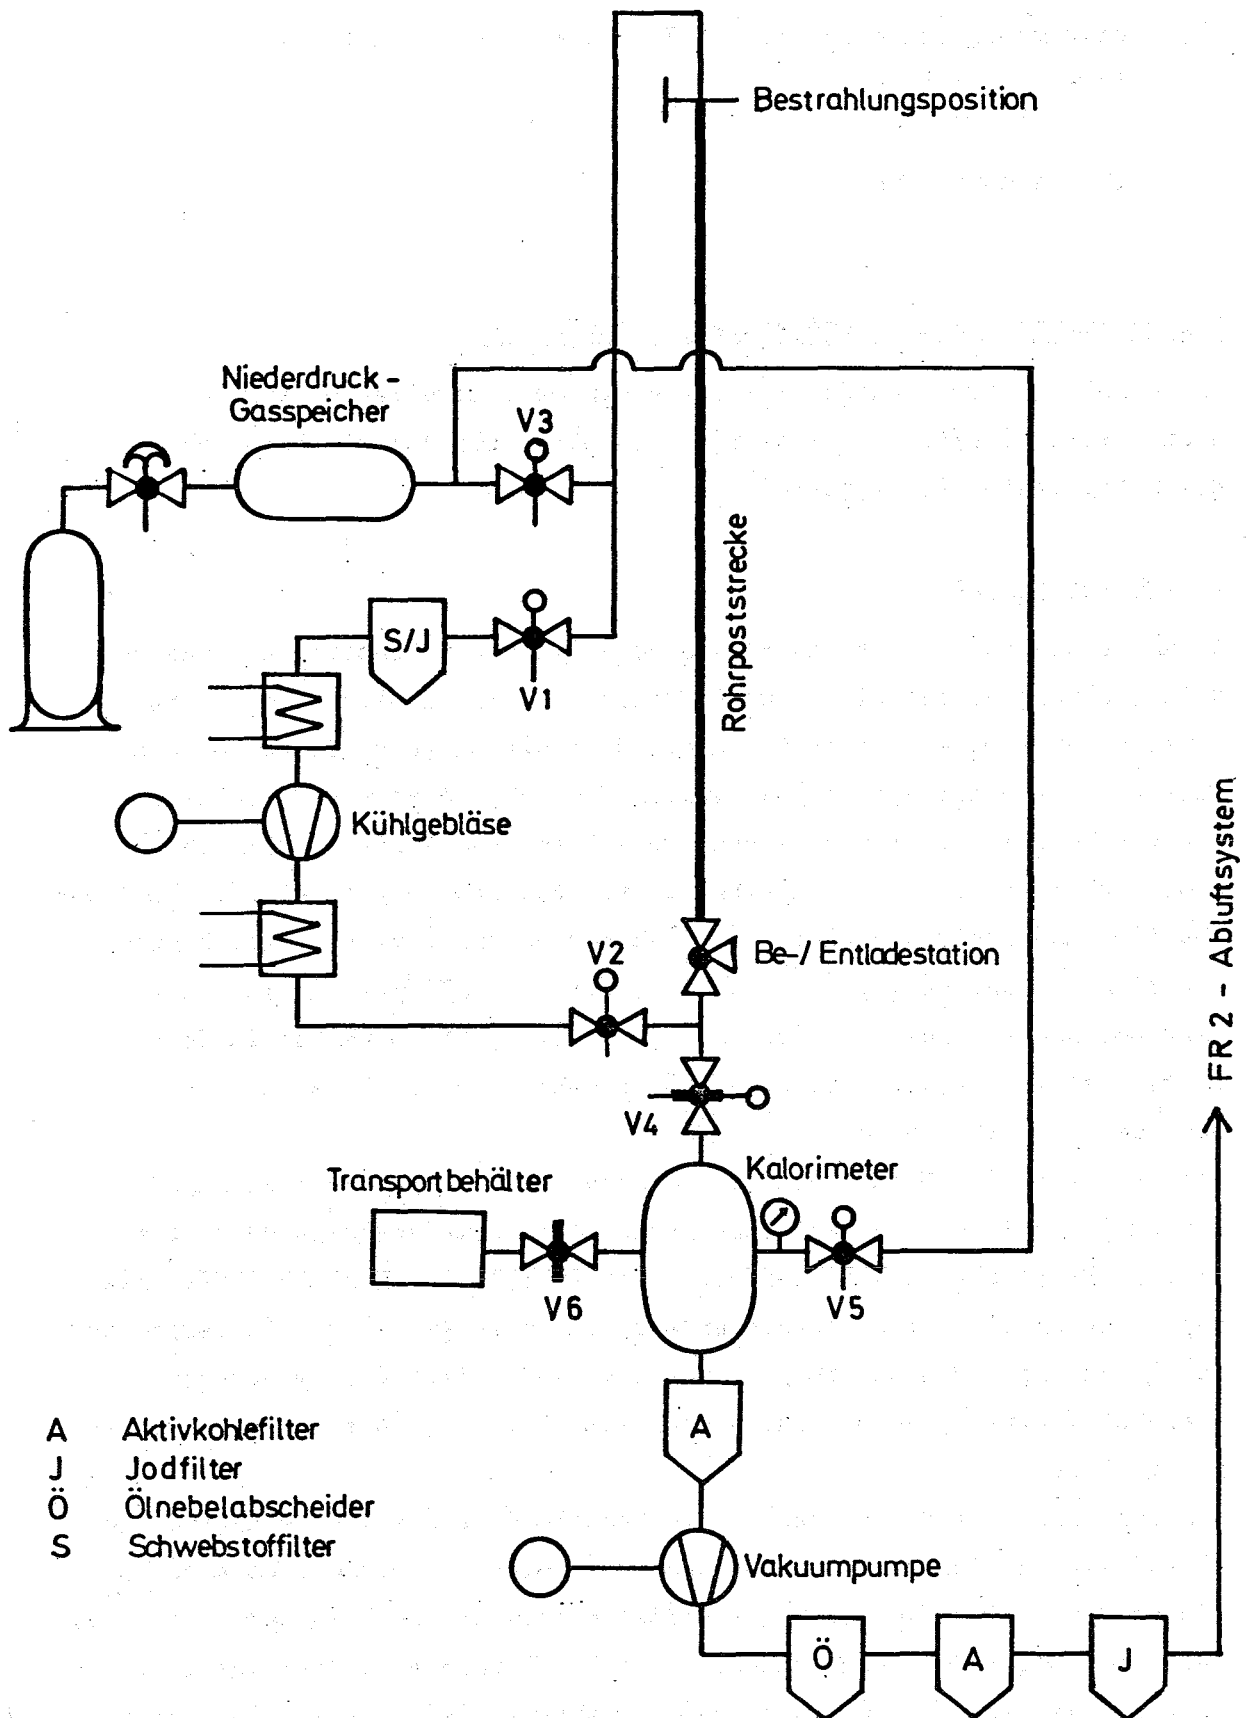 Bestrahlungsposition
Niederdruck-
Gasspeicher
V3
S/J
V1
Rohrpoststrecke
Kühlgebläse
V2
Be-/ Entladestation
FR 2 - Abluftsystem
V4
Kalorimeter
Transportbehälter
V6
V5
A
A Aktivkohlefilter
J Jodfilter
Ö Ölnebelabscheider
S Schwebstoffilter
Vakuumpumpe
Ö
A
J